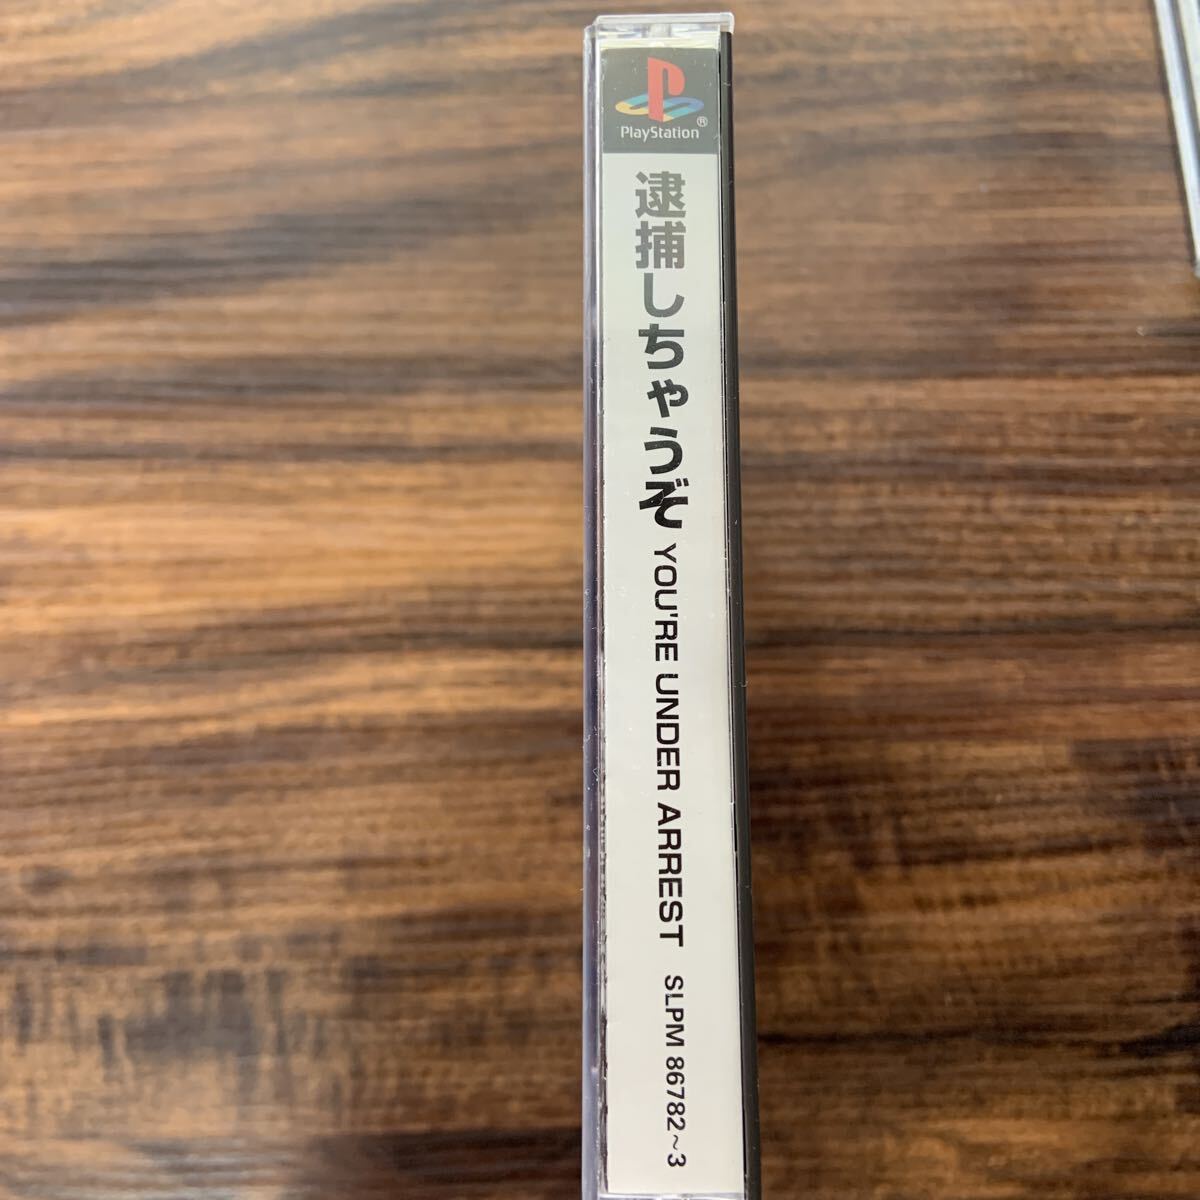 PlayStation®
逮捕しちゃうぞ YOU'RE UNDER ARREST SLPM 86782~3